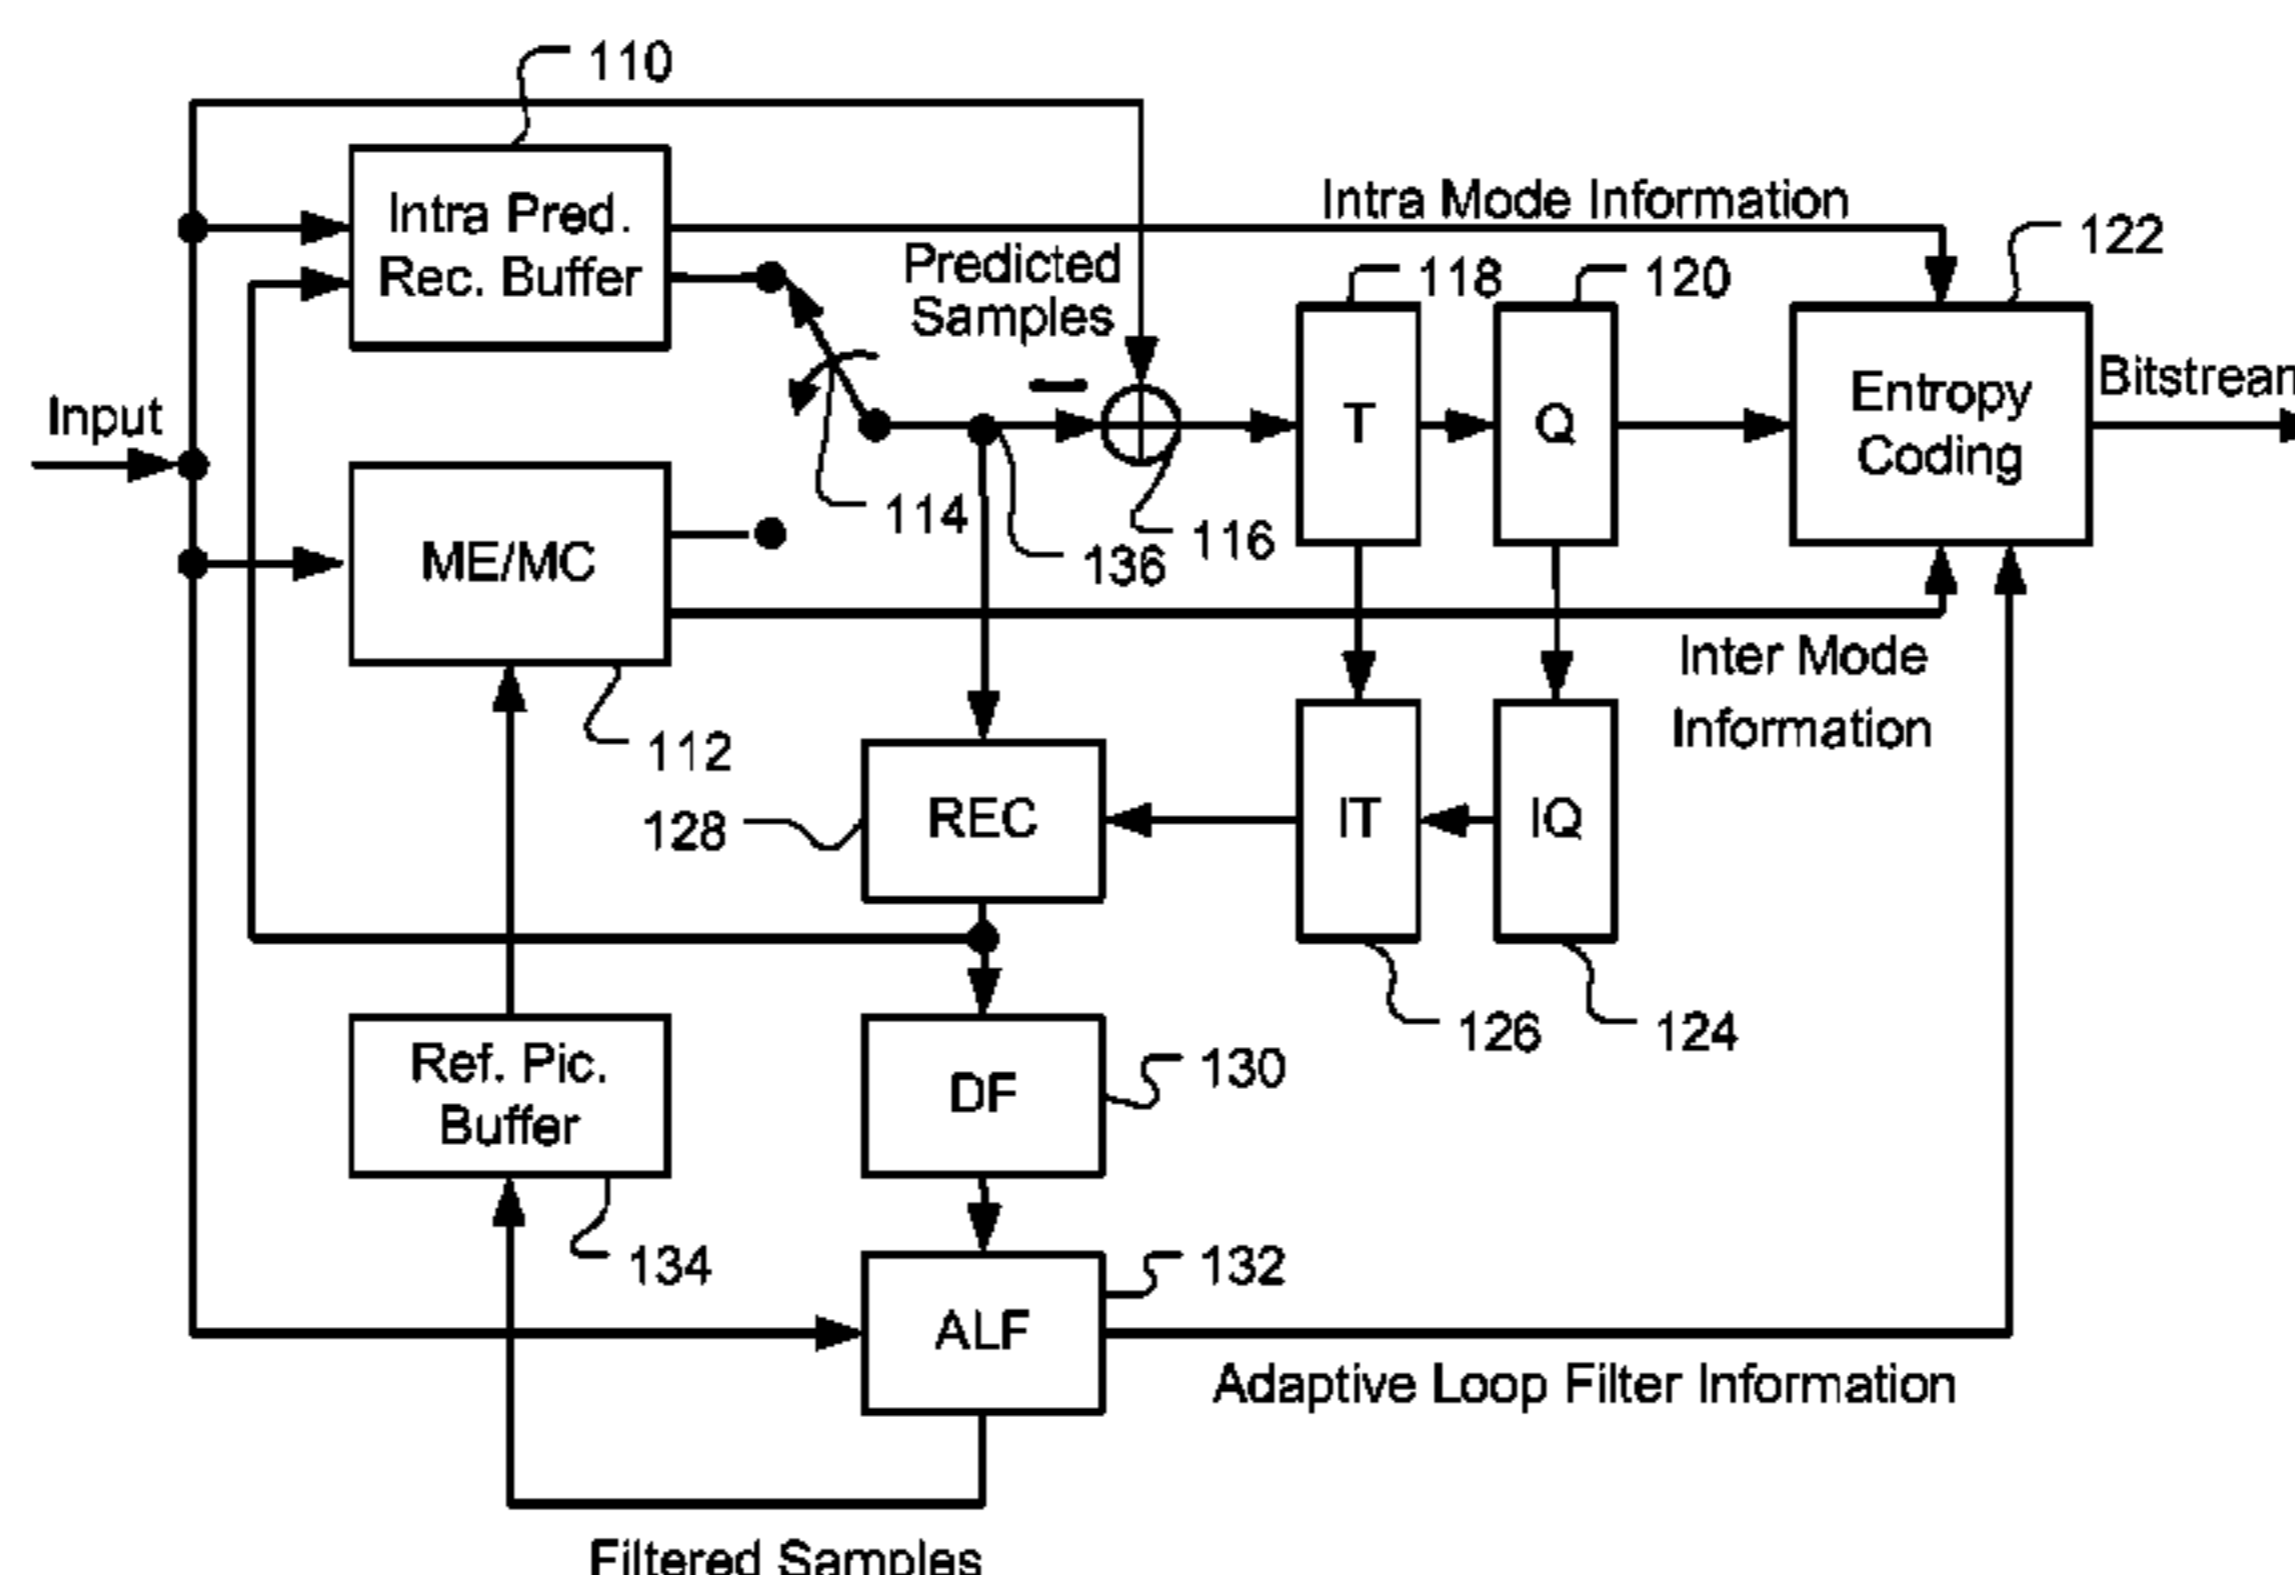 110
Intra Pred.
Rec. Buffer
Intra Mode Information
Predicted
Samples
118
120
122
Input
T
Q
Entropy
Coding
Bitstream
114
116
136
ME/MC
112
Inter Mode
Information
128
REC
IT
IQ
126
124
Ref. Pic.
Buffer
134
DF
130
ALF
132
Adaptive Loop Filter Information
Filtered Samples